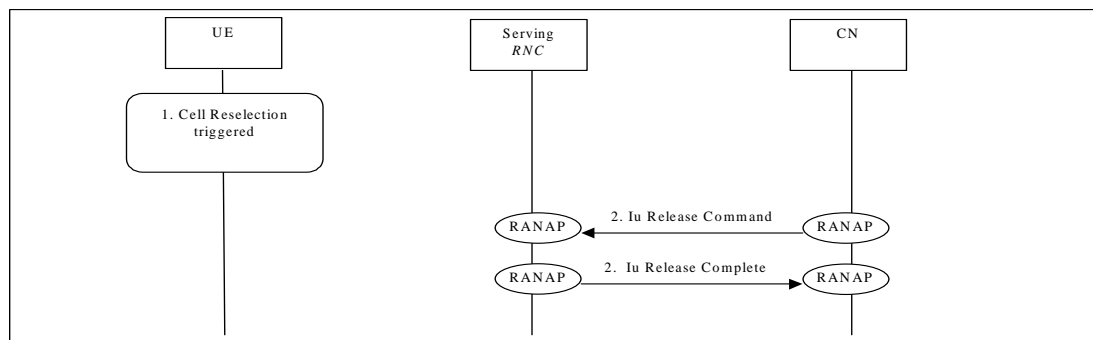 UE
Serving
RNC
CN
1. Cell Reselection
triggered
2. Iu Release Command
RANAP
RANAP
2. Iu Release Complete
RANAP
RANAP